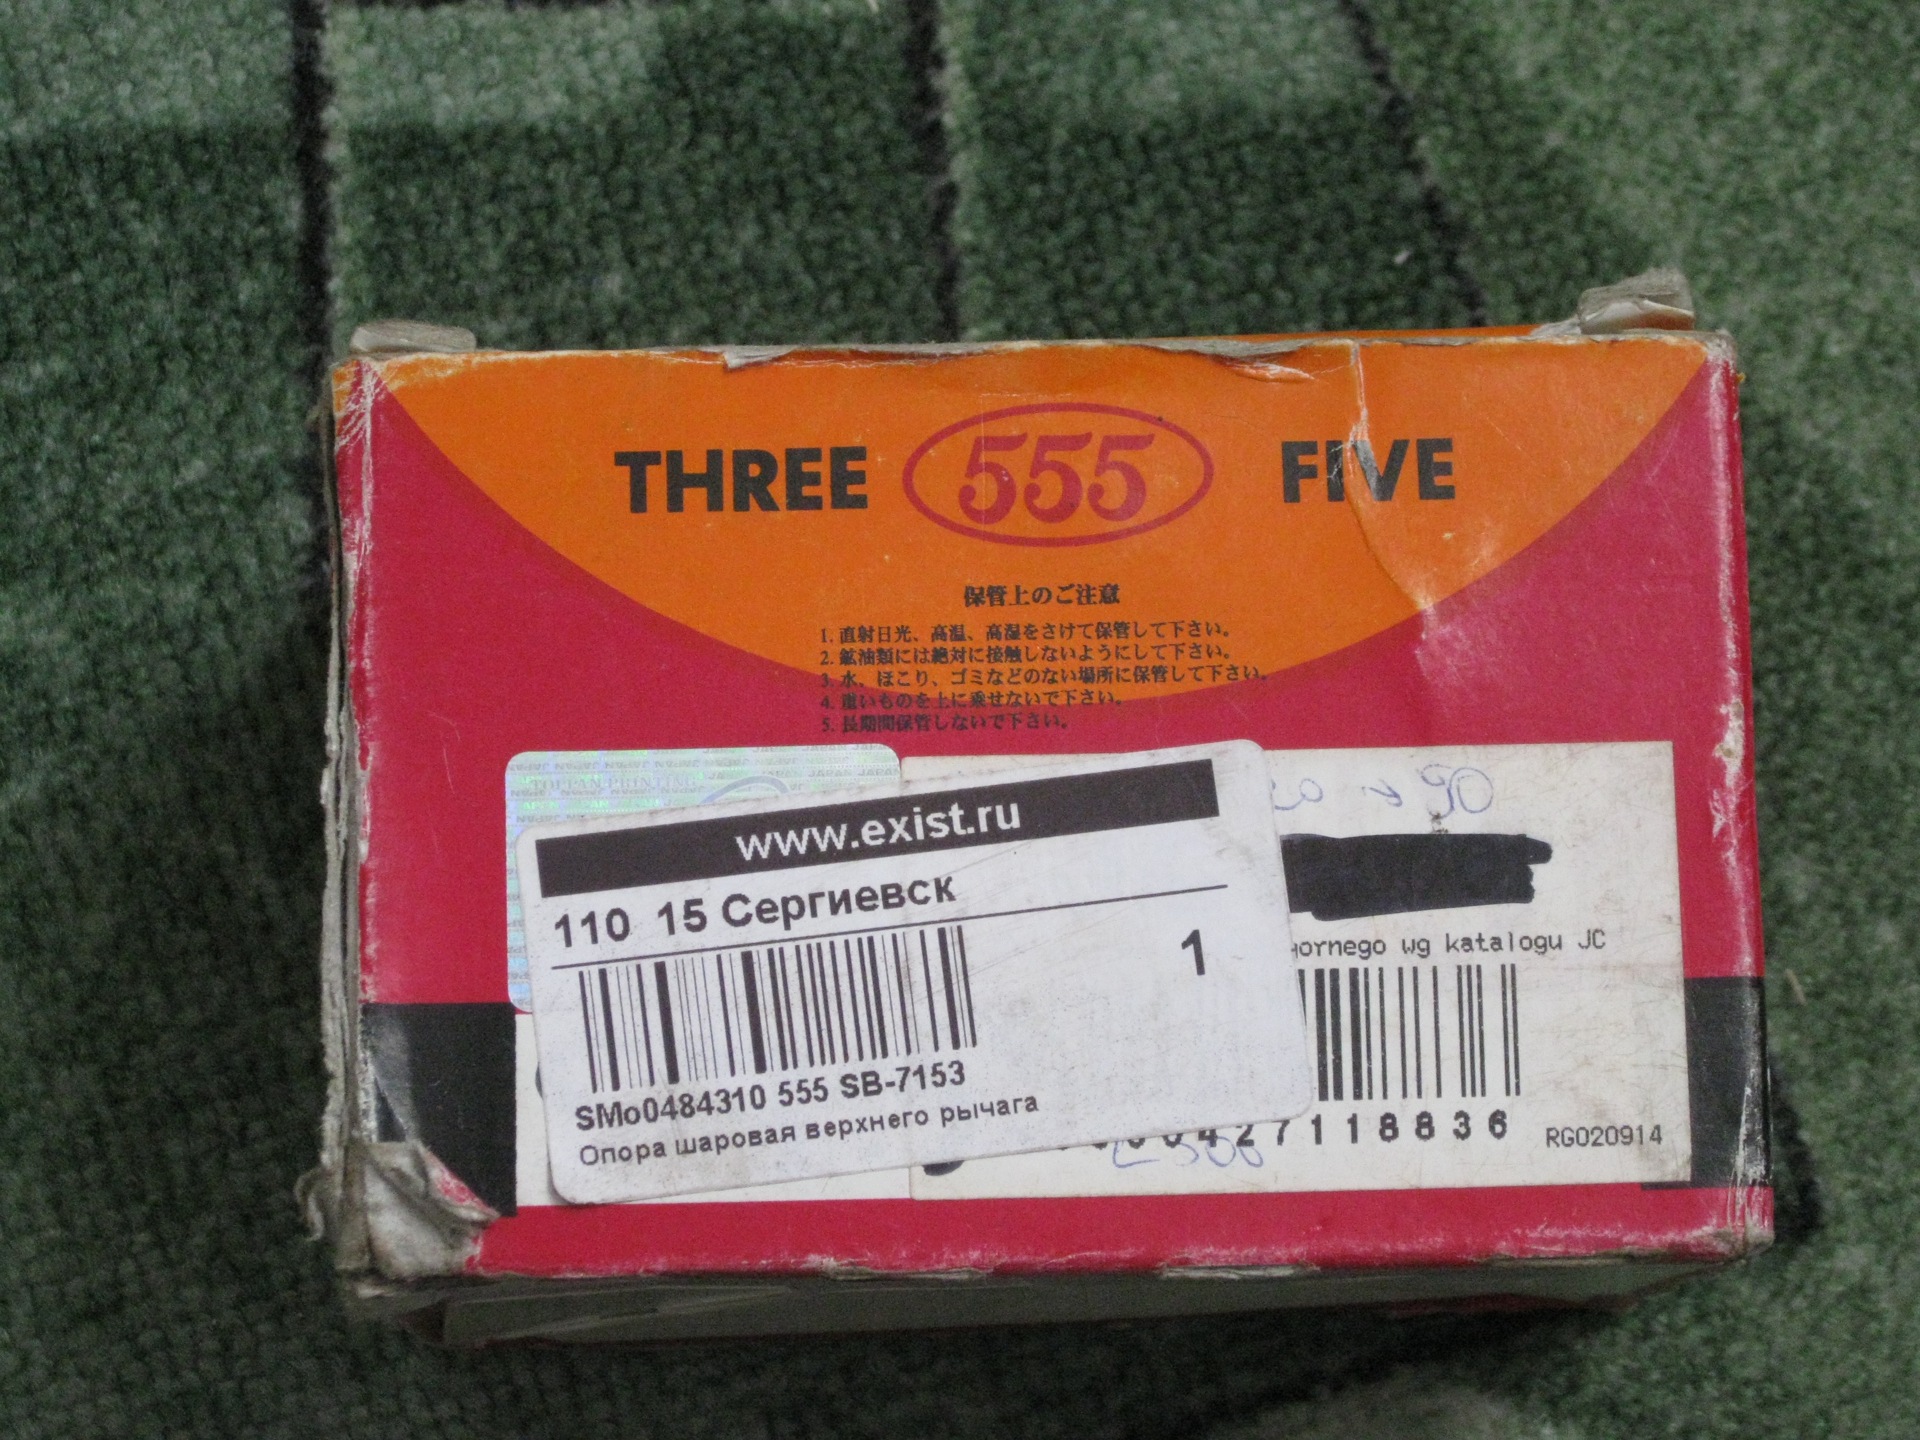 THREE 555 FIVE
保管上のご注意
1. 直射日光、高温、高湿をさけて保管して下さい。
2. 鉱油類には絶対に接触しないようにして下さい。
3. 水、ほこり、ゴミなどのない場所に保管して下さい。
4. 重いものを上に乗せないで下さい。
5. 長期間保管しないで下さい。
TOPPAN PRINTING
JAPAN JAPAN JAPAN
www.exist.ru
110 15 Сергиевск
1
SMo0484310 555 SB-7153
Опора шаровая верхнего рычага
wg katalogu JC
427118836
RG020914